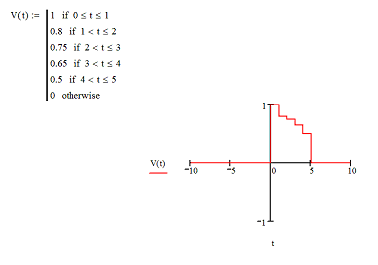 V(t) := 1 if 0 ≤ t ≤ 1
0.8 if 1 < t ≤ 2
0.75 if 2 < t ≤ 3
0.65 if 3 < t ≤ 4
0.5 if 4 < t ≤ 5
0 otherwise
1
V(t)
−10 −5 0 5 10
−1
t